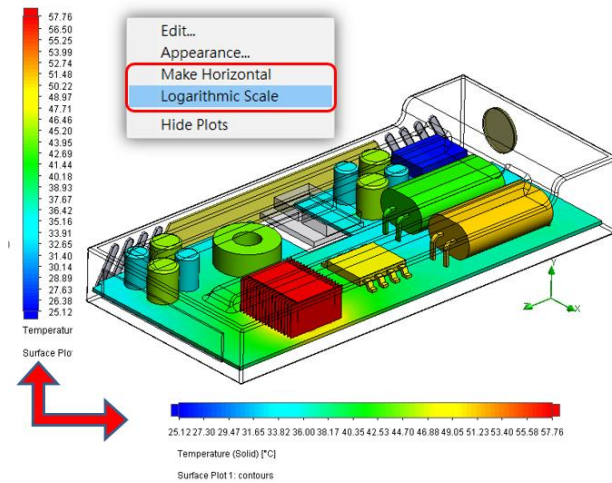 57.76
56.50
55.25
53.99
52.74
51.48
50.22
48.97
47.71
46.46
45.20
43.95
42.69
41.44
40.18
38.93
37.67
36.42
35.16
33.91
32.65
31.40
30.14
28.89
27.63
26.38
25.12
Temperatur
Surface Plo
Edit...
Appearance...
Make Horizontal
Logarithmic Scale
Hide Plots
Y
Z X
25.12 27.30 29.47 31.65 33.82 36.00 38.17 40.35 42.53 44.70 46.88 49.05 51.23 53.40 55.58 57.76
Temperature (Solid) [°C]
Surface Plot 1: contours